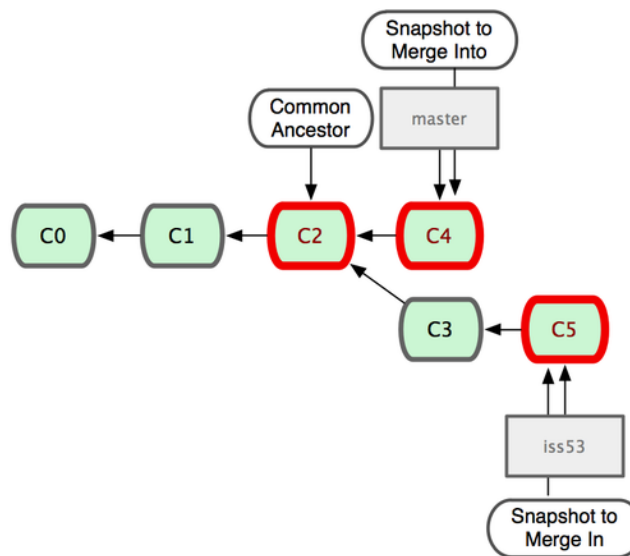 Snapshot to
Merge Into
Common
Ancestor
master
C0
C1
C2
C4
C3
C5
iss53
Snapshot to
Merge In